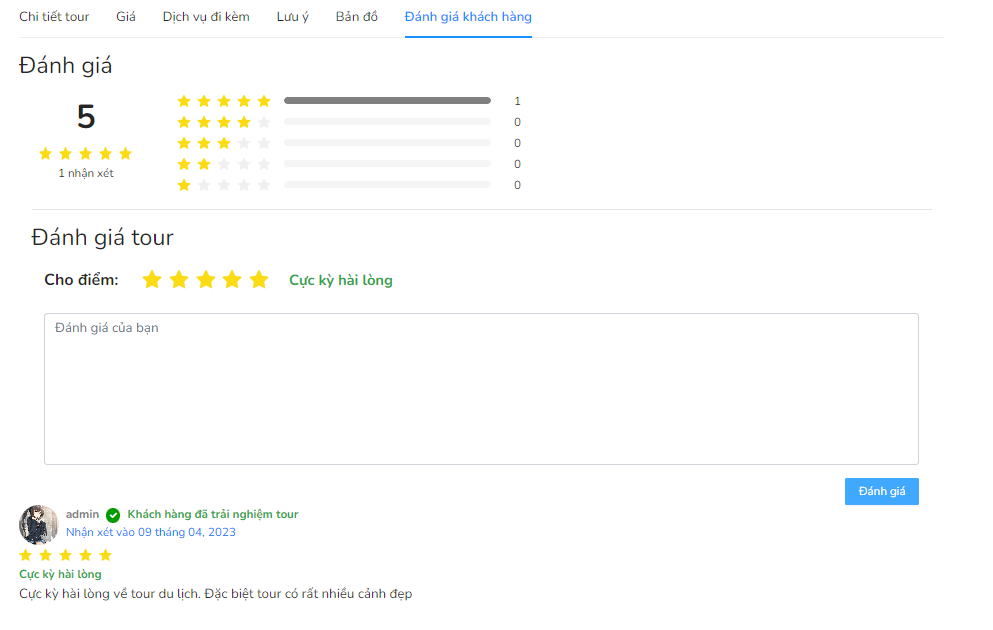 Chi tiết tour Giá Dịch vụ đi kèm Lưu ý Bản đồ Đánh giá khách hàng
Đánh giá
5
1 nhận xét
1
0
0
0
0
Đánh giá tour
Cho điểm: Cực kỳ hài lòng
Đánh giá của bạn
Đánh giá
admin Khách hàng đã trải nghiệm tour
Nhận xét vào 09 tháng 04, 2023
Cực kỳ hài lòng
Cực kỳ hài lòng về tour du lịch. Đặc biệt tour có rất nhiều cảnh đẹp